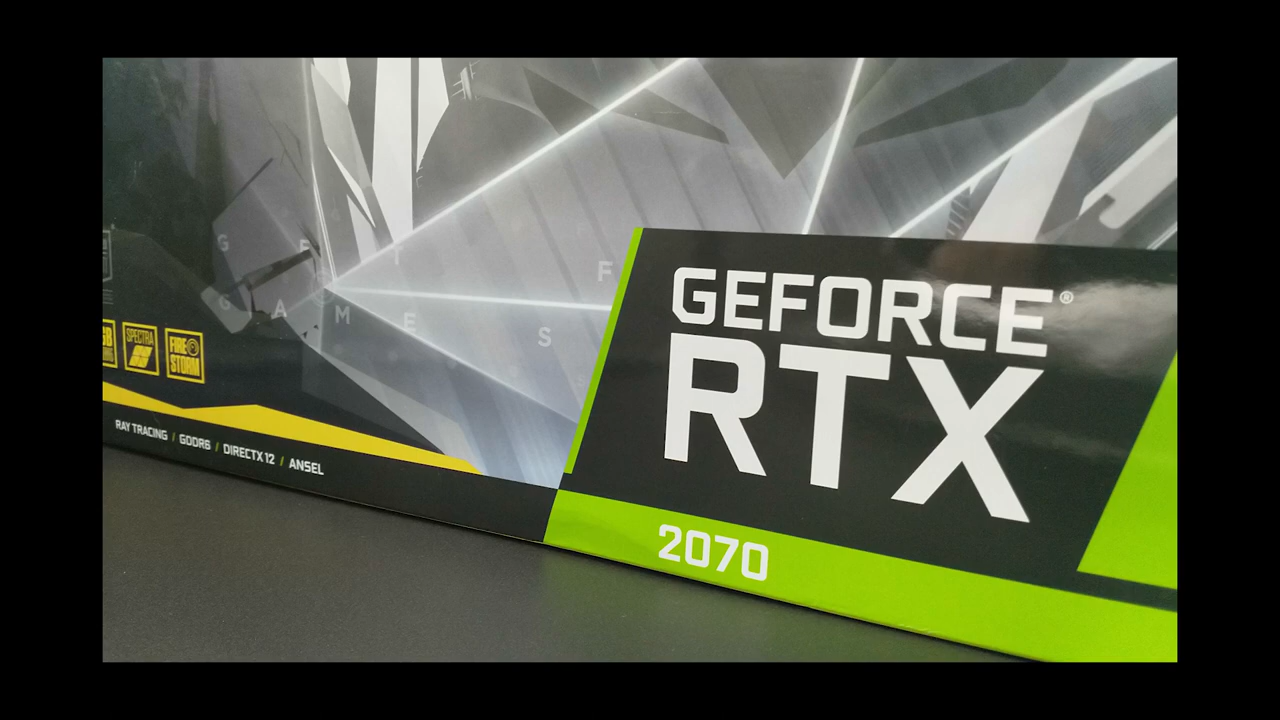 GEFORCE®
RTX
2070
SPECTRA
FIRE
STORM
RAY TRACING / GDDR6 / DIRECTX 12 / ANSEL
G E T F
G A M E S